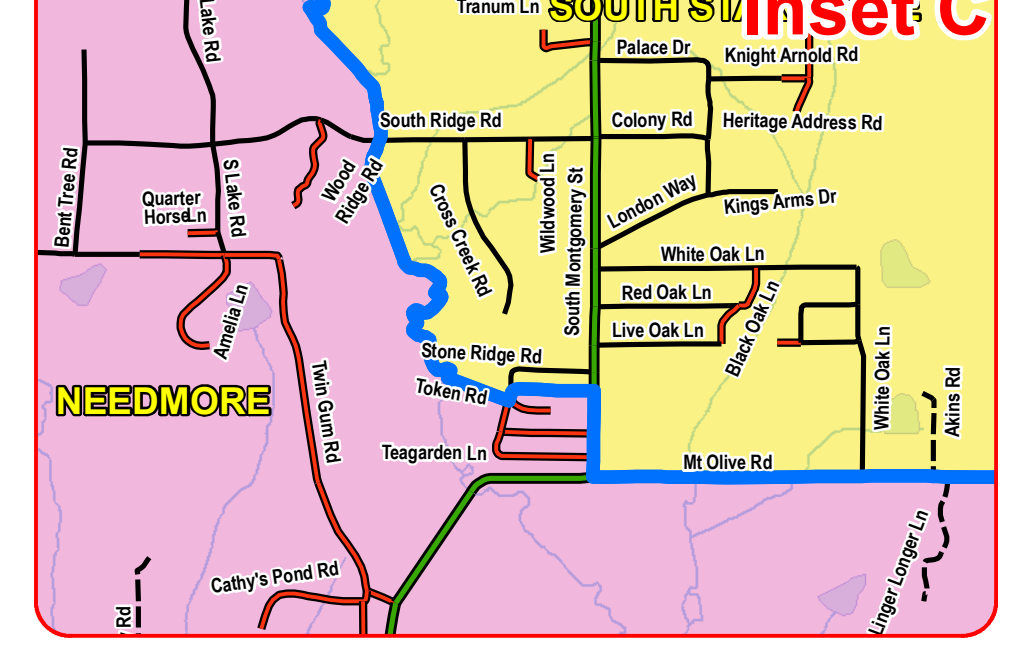 Tranum Ln
Inset C
Lake Rd
Palace Dr
Knight Arnold Rd
South Ridge Rd
Colony Rd
Heritage Address Rd
Bent Tree Rd
S Lake Rd
Wood
Ridge Rd
Quarter
Horse Ln
Cross Creek Rd
Wildwood Ln
South Montgomery St
London Way
Kings Arms Dr
White Oak Ln
Red Oak Ln
Live Oak Ln
Black Oak Ln
Amelia Ln
Stone Ridge Rd
Token Rd
NEEDMORE
Twin Gum Rd
White Oak Ln
Akins Rd
Teagarden Ln
Mt Olive Rd
Cathy's Pond Rd
Linger Longer Ln
Rd